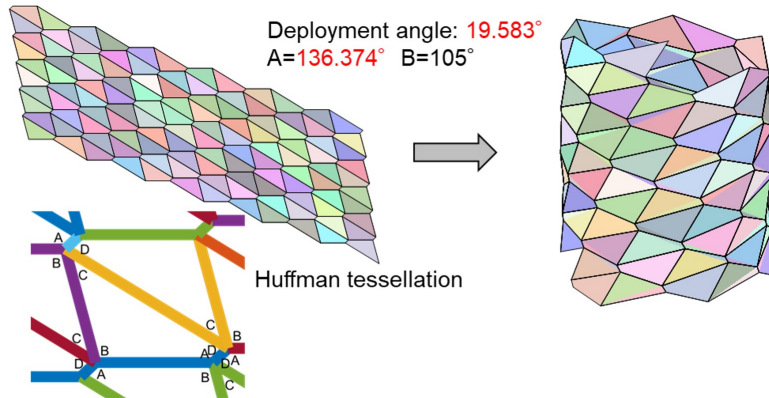 Deployment angle: 19.583°
A=136.374° B=105°
Huffman tessellation
A
D
B
C
C
B
D
A
C
B
D
A
A
D
B
C